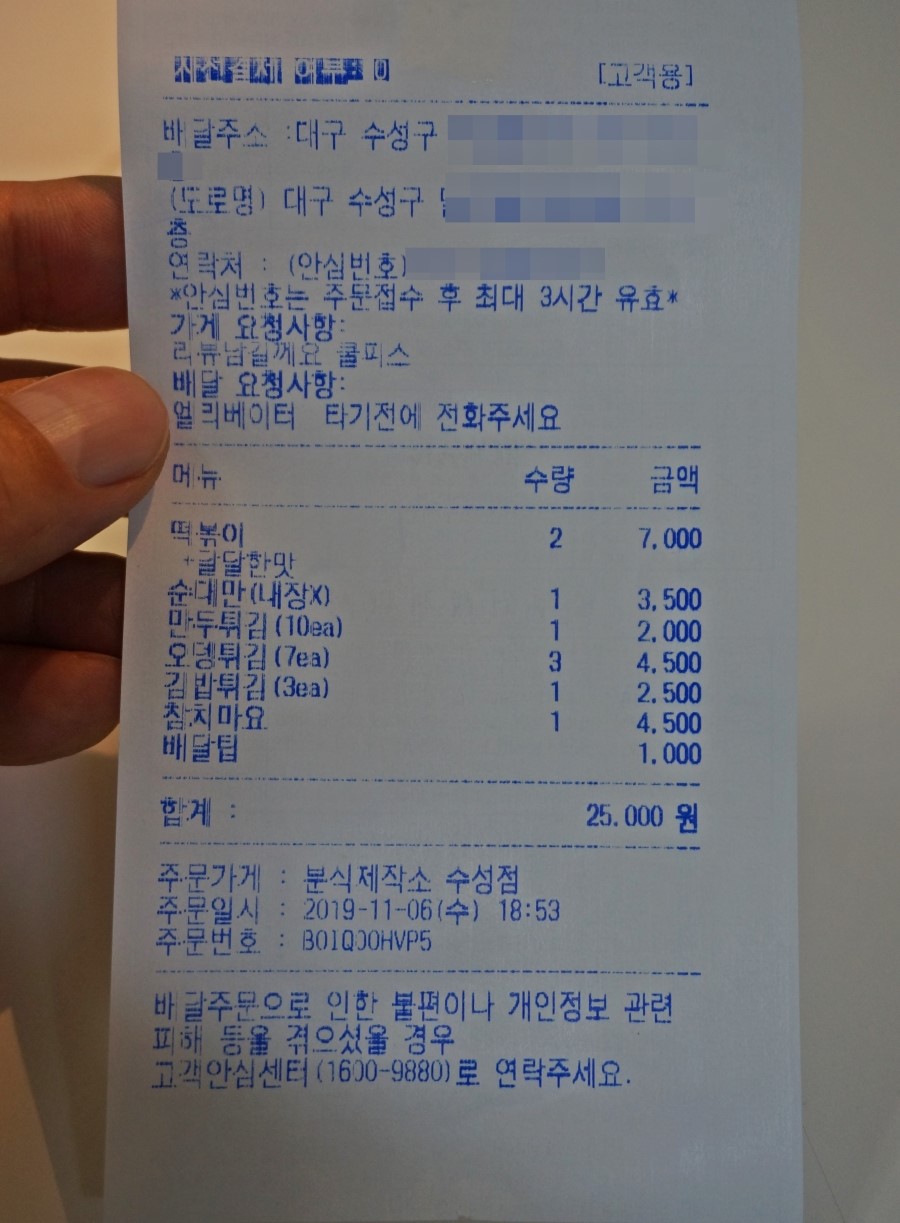 사전결제 여부: O
[고객용]
배달주소 :대구 수성구
(도로명) 대구 수성구
층
연락처 : (안심번호)
*안심번호는 주문접수 후 최대 3시간 유효*
가게 요청사항:
리뷰남길께요 쿨피스
배달 요청사항:
엘리베이터 타기전에 전화주세요
메뉴 수량 금액
떡볶이 2 7,000
+달달한맛
순대만(내장X) 1 3,500
만두튀김(10ea) 1 2,000
오뎅튀김(7ea) 3 4,500
김밥튀김(3ea) 1 2,500
참치마요 1 4,500
배달팁 1,000
합계 : 25.000 원
주문가게 : 분식제작소 수성점
주문일시 : 2019-11-06(수) 18:53
주문번호 : B0IQ00HVP5
배달주문으로 인한 불편이나 개인정보 관련
피해 등을 겪으셨을 경우
고객안심센터(1600-9880)로 연락주세요.